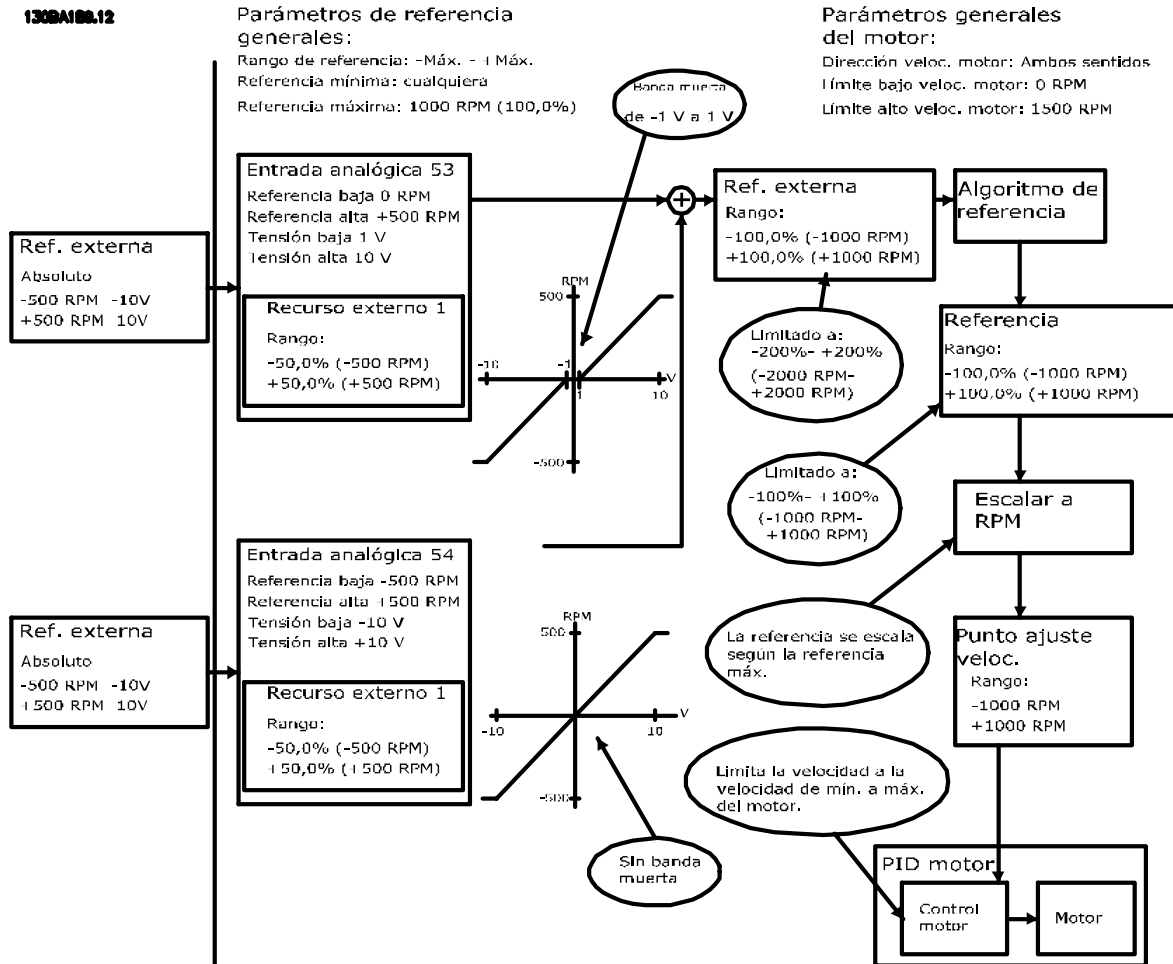 130BA188.12
Parámetros de referencia
generales:
Rango de referencia: -Máx. - +Máx.
Referencia mínima: cualquiera
Referencia máxima: 1000 RPM (100,0%)
Parámetros generales
del motor:
Dirección veloc. motor: Ambos sentidos
Límite bajo veloc. motor: 0 RPM
Límite alto veloc. motor: 1500 RPM
Banca muerta
de -1 V a 1 V
Ref. externa
Absoluto
-500 RPM -10V
+500 RPM 10V
Entrada analógica 53
Referencia baja 0 RPM
Referencia alta +500 RPM
Tensión baja 1 V
Tensión alta 10 V
Recurso externo 1
Rango:
-50,0% (-500 RPM)
+50,0% (+500 RPM)
RPM
500
-10
-1
1
10
V
-500
Ref. externa
Rango:
-100,0% (-1000 RPM)
+100,0% (+1000 RPM)
Algoritmo de
referencia
Limitado a:
-200%- +200%
(-2000 RPM-
+2000 RPM)
Referencia
Rango:
-100,0% (-1000 RPM)
+100,0% (+1000 RPM)
Limitado a:
-100%- +100%
(-1000 RPM-
+1000 RPM)
Escalar a
RPM
Ref. externa
Absoluto
-500 RPM -10V
+500 RPM 10V
Entrada analógica 54
Referencia baja -500 RPM
Referencia alta +500 RPM
Tensión baja -10 V
Tensión alta +10 V
Recurso externo 1
Rango:
-50,0% (-500 RPM)
+50,0% (+500 RPM)
RPM
500
-10
10
V
-500
Sin banda
muerta
La referencia se escala
según la referencia
máx.
Punto ajuste
veloc.
Rango:
-1000 RPM
+1000 RPM
Limita la velocidad a la
velocidad de mín. a máx.
del motor.
PID motor
Control
motor
Motor